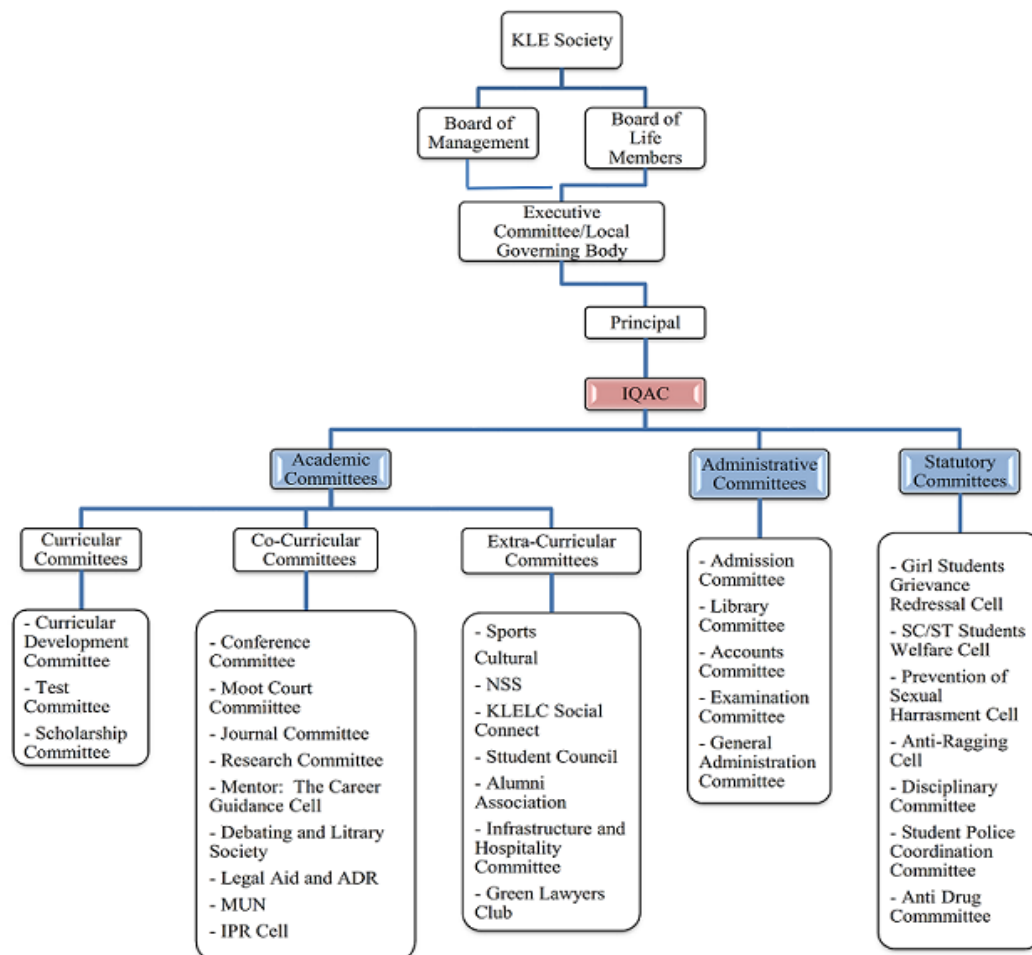 KLE Society
Board of
Management
Board of
Life
Members
Executive
Committee/Local
Governing Body
Principal
IQAC
Academic
Committees
Administrative
Committees
Statutory
Committees
Curricular
Committees
Co-Curricular
Committees
Extra-Curricular
Committees
- Curricular
Development
Committee
- Test
Committee
- Scholarship
Committee
- Conference
Committee
- Moot Court
Commiittee
- Journal Committee
- Research Committee
- Mentor: The Career
Guidance Cell
- Debating and Litrary
Society
- Legal Aid and ADR
- MUN
- IPR Cell
- Sports
Cultural
- NSS
- KLELC Social
Connect
- Sttudent Council
- Alumni
Association
- Infrastructure and
Hospitality
Committee
- Green Lawyers
Club
- Admission
Committee
- Library
Committee
- Accounts
Committee
- Examination
Committee
- General
Administration
Committee
- Girl Students
Grievance
Redressal Cell
- SC/ST Students
Welfare Cell
- Prevention of
Sexual
Harrasment Cell
- Anti-Ragging
Cell
- Disciplinary
Committee
- Student Police
Coordination
Committee
- Anti Drug
Commmittee